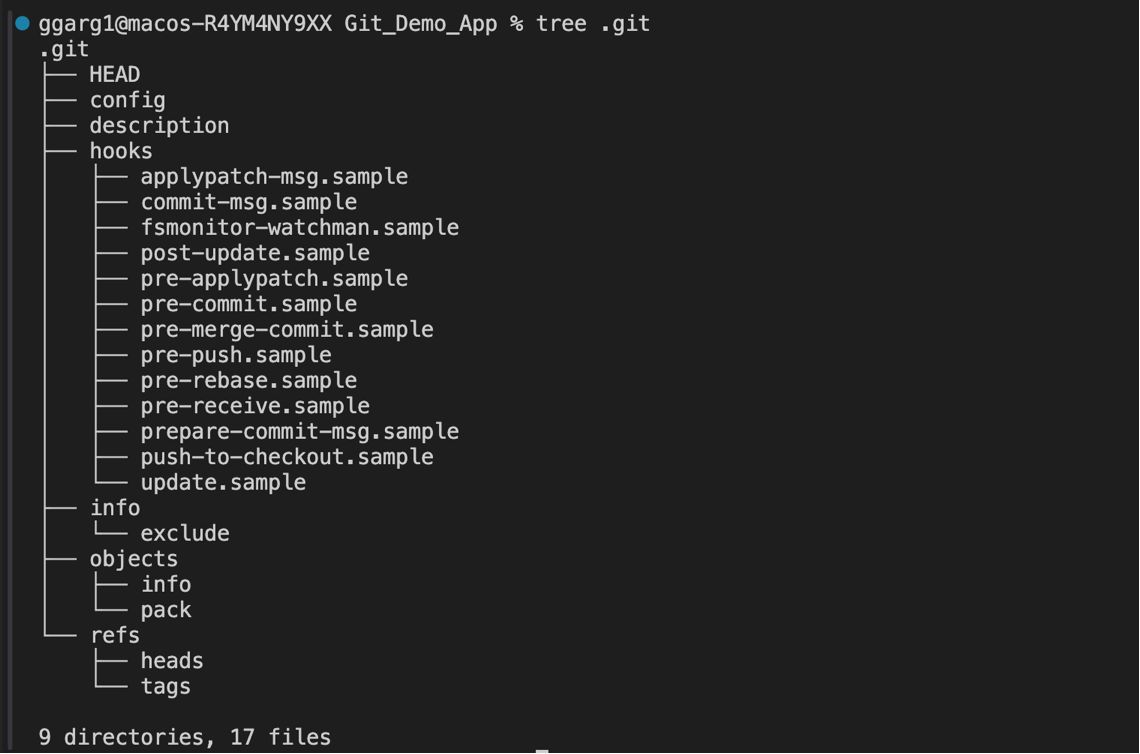 ggarg1@macos-R4YM4NY9XX Git_Demo_App % tree .git
.git
├── HEAD
├── config
├── description
├── hooks
│   ├── applypatch-msg.sample
│   ├── commit-msg.sample
│   ├── fsmonitor-watchman.sample
│   ├── post-update.sample
│   ├── pre-applypatch.sample
│   ├── pre-commit.sample
│   ├── pre-merge-commit.sample
│   ├── pre-push.sample
│   ├── pre-rebase.sample
│   ├── pre-receive.sample
│   ├── prepare-commit-msg.sample
│   ├── push-to-checkout.sample
│   └── update.sample
├── info
│   └── exclude
├── objects
│   ├── info
│   └── pack
└── refs
    ├── heads
    └── tags
9 directories, 17 files